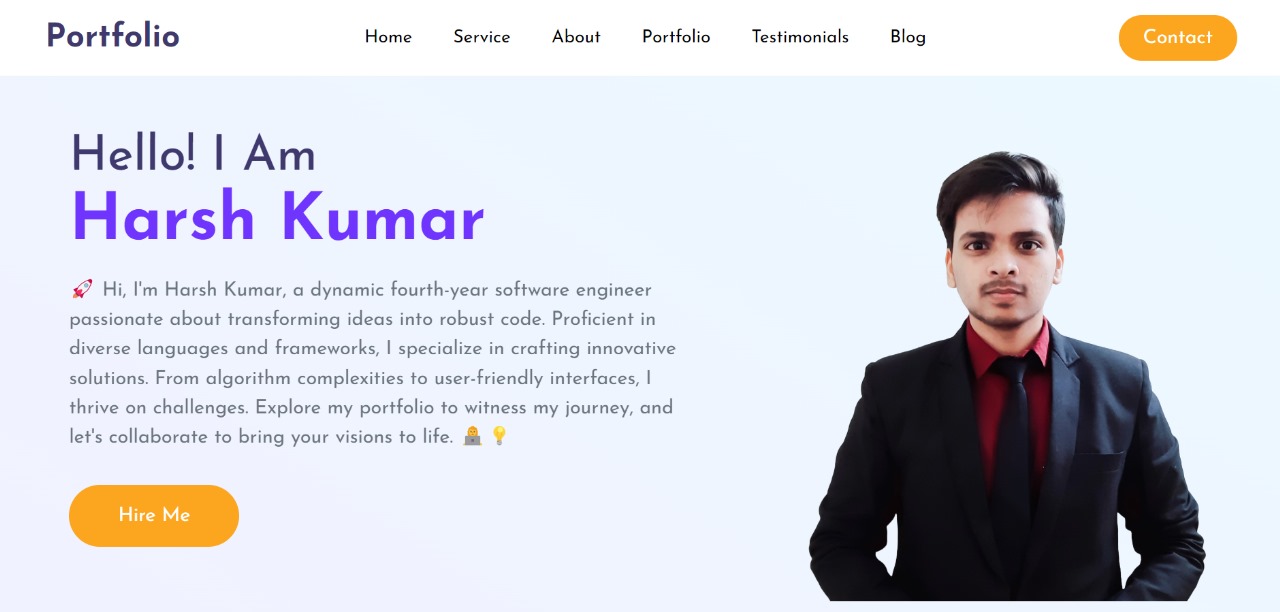 Portfolio
Home Service About Portfolio Testimonials Blog
Contact
Hello! I Am
Harsh Kumar
🚀 Hi, I'm Harsh Kumar, a dynamic fourth-year software engineer
passionate about transforming ideas into robust code. Proficient in
diverse languages and frameworks, I specialize in crafting innovative
solutions. From algorithm complexities to user-friendly interfaces, I
thrive on challenges. Explore my portfolio to witness my journey, and
let's collaborate to bring your visions to life. 🧑‍💻 💡
Hire Me